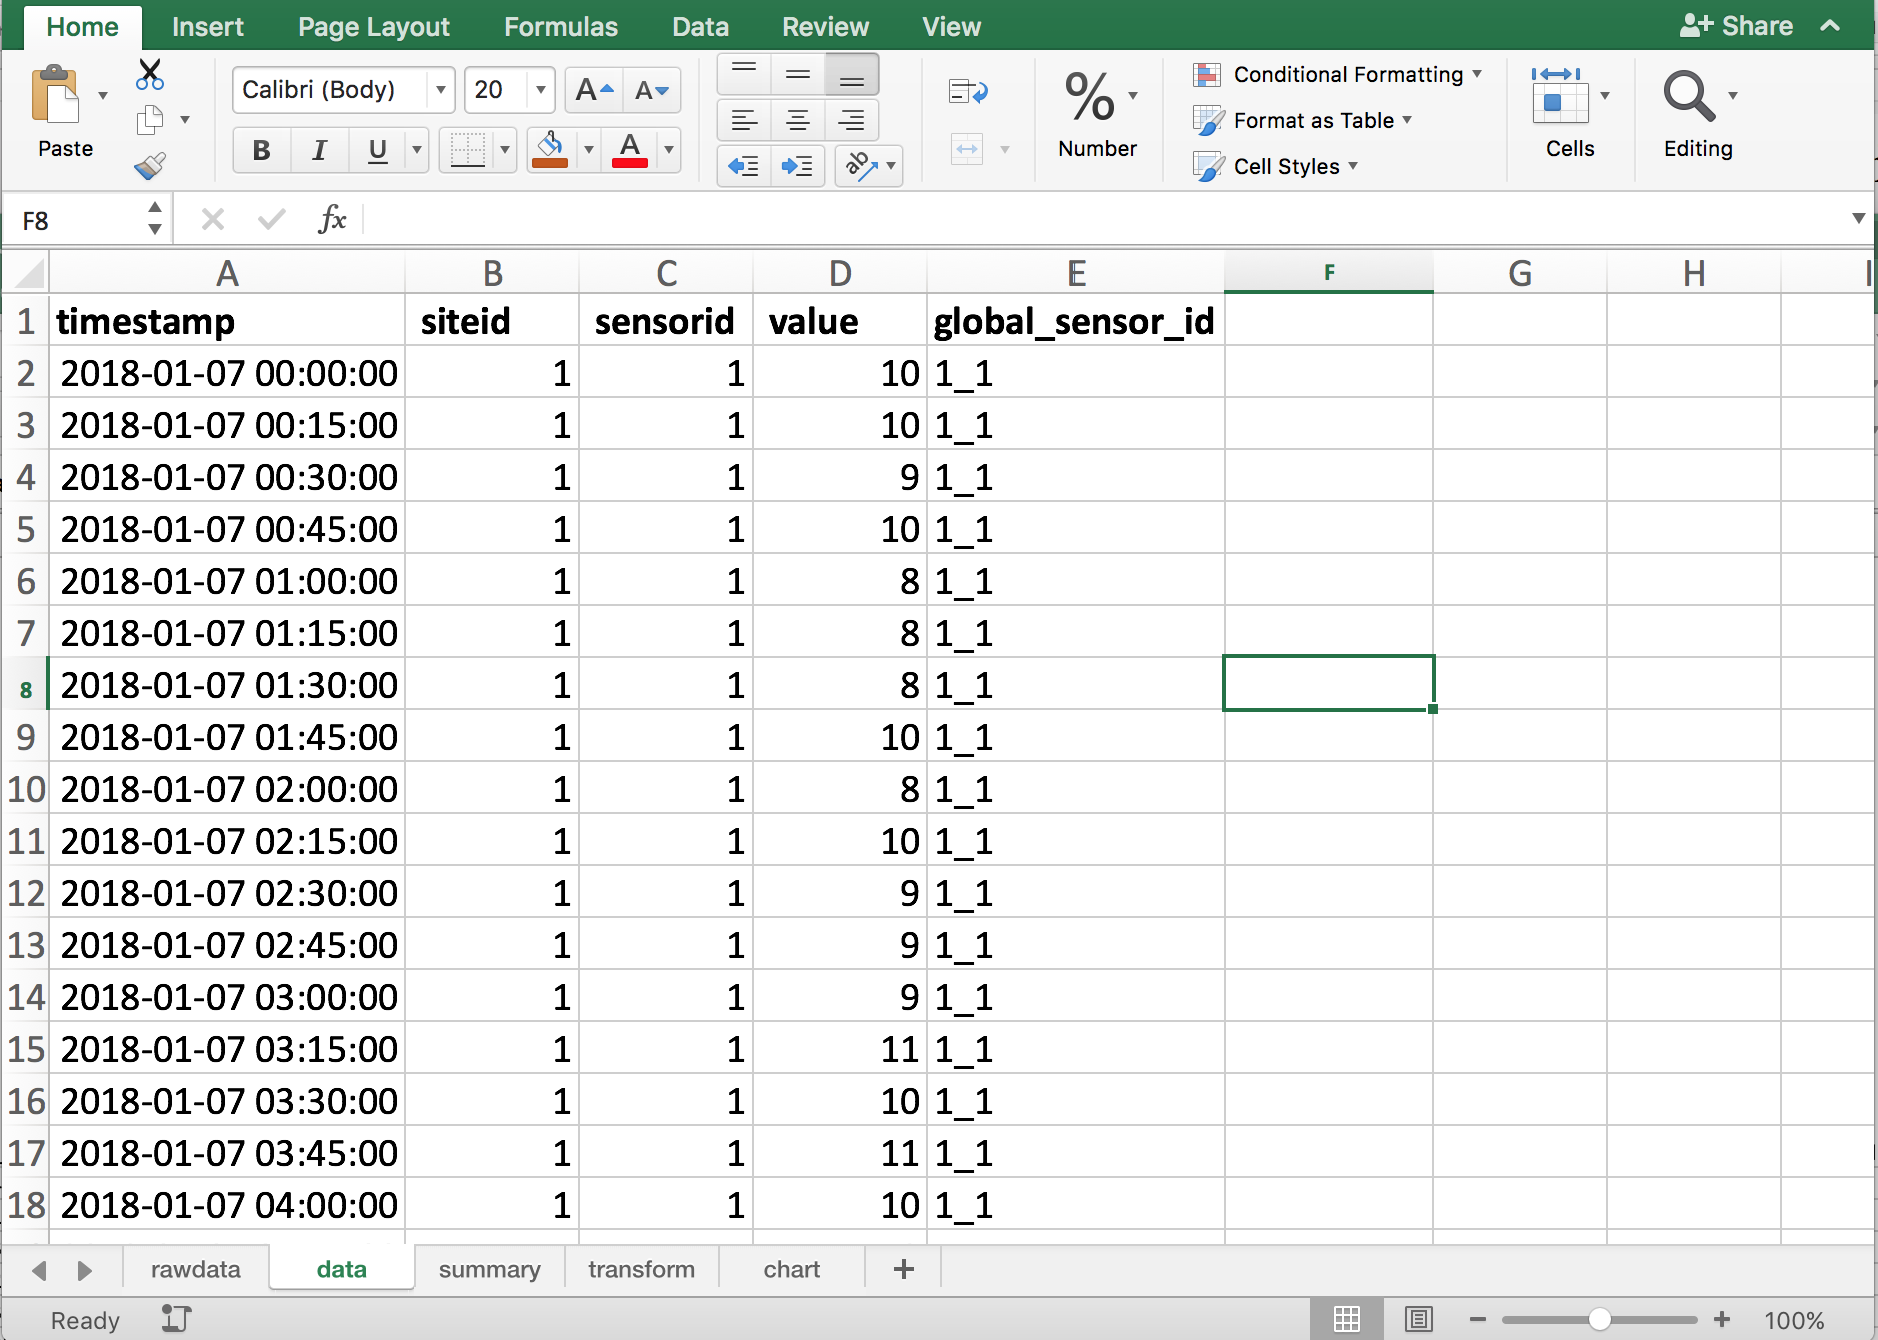 Home Insert Page Layout Formulas Data Review View Share
Paste Calibri (Body) 20 A A Number Conditional Formatting Cells Editing
B I U A ab % Format as Table
Cell Styles
F8 fx
A B C D E F G H I
1 timestamp siteid sensorid value global_sensor_id
2 2018-01-07 00:00:00 1 1 10 1_1
3 2018-01-07 00:15:00 1 1 10 1_1
4 2018-01-07 00:30:00 1 1 9 1_1
5 2018-01-07 00:45:00 1 1 10 1_1
6 2018-01-07 01:00:00 1 1 8 1_1
7 2018-01-07 01:15:00 1 1 8 1_1
8 2018-01-07 01:30:00 1 1 8 1_1
9 2018-01-07 01:45:00 1 1 10 1_1
10 2018-01-07 02:00:00 1 1 8 1_1
11 2018-01-07 02:15:00 1 1 10 1_1
12 2018-01-07 02:30:00 1 1 9 1_1
13 2018-01-07 02:45:00 1 1 9 1_1
14 2018-01-07 03:00:00 1 1 9 1_1
15 2018-01-07 03:15:00 1 1 11 1_1
16 2018-01-07 03:30:00 1 1 10 1_1
17 2018-01-07 03:45:00 1 1 11 1_1
18 2018-01-07 04:00:00 1 1 10 1_1
rawdata data summary transform chart +
Ready 100%